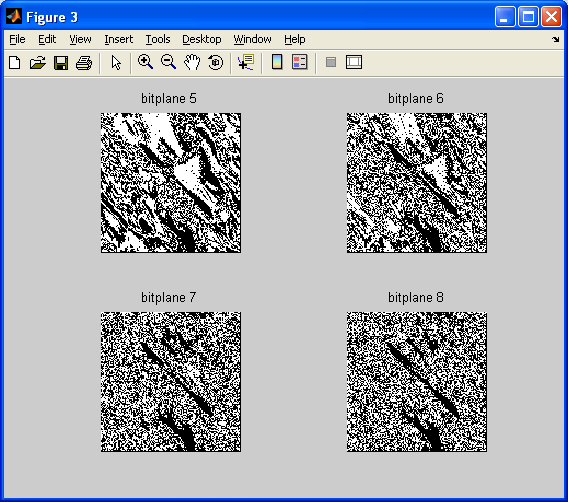 Figure 3
File Edit View Insert Tools Desktop Window Help
bitplane 5 bitplane 6
bitplane 7 bitplane 8